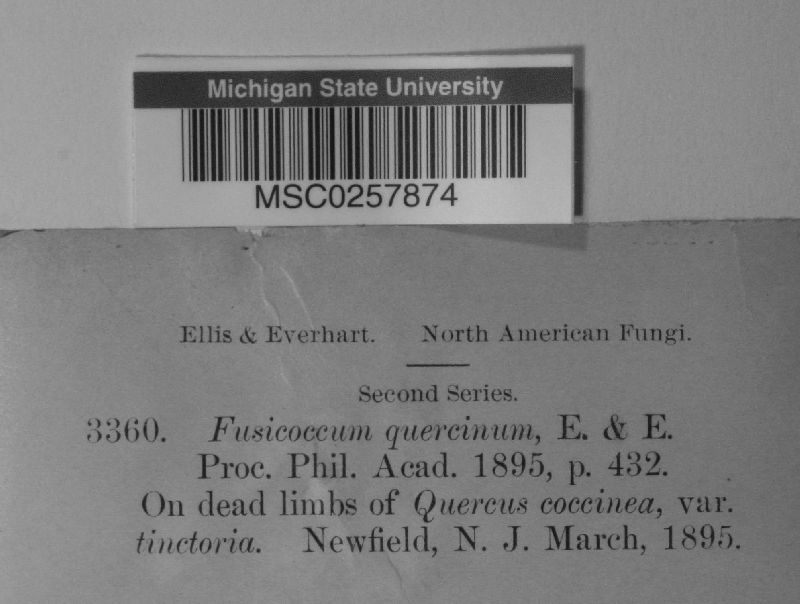 Michigan State University
MSC0257874
Ellis & Everhart. North American Fungi.
Second Series.
3360. Fusicoccum quercinum, E. & E.
Proc. Phil. Acad. 1895, p. 432.
On dead limbs of Quercus coccinea, var.
tinctoria. Newfield, N. J. March, 1895.